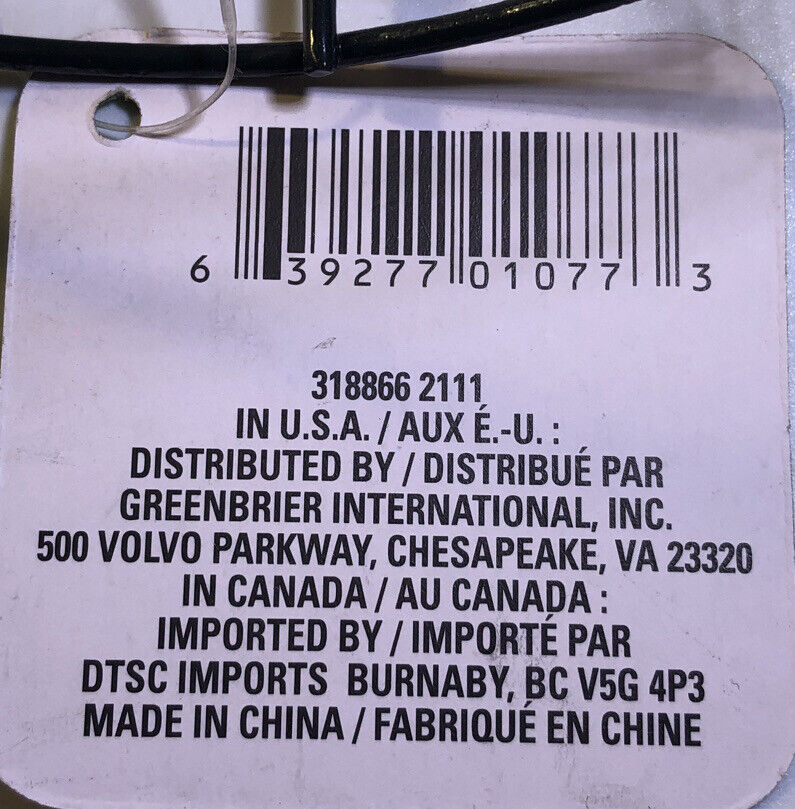 6 39277 01077 3
318866 2111
IN U.S.A. / AUX É.-U. :
DISTRIBUTED BY / DISTRIBUÉ PAR
GREENBRIER INTERNATIONAL, INC.
500 VOLVO PARKWAY, CHESAPEAKE, VA 23320
IN CANADA / AU CANADA :
IMPORTED BY / IMPORTÉ PAR
DTSC IMPORTS BURNABY, BC V5G 4P3
MADE IN CHINA / FABRIQUÉ EN CHINE